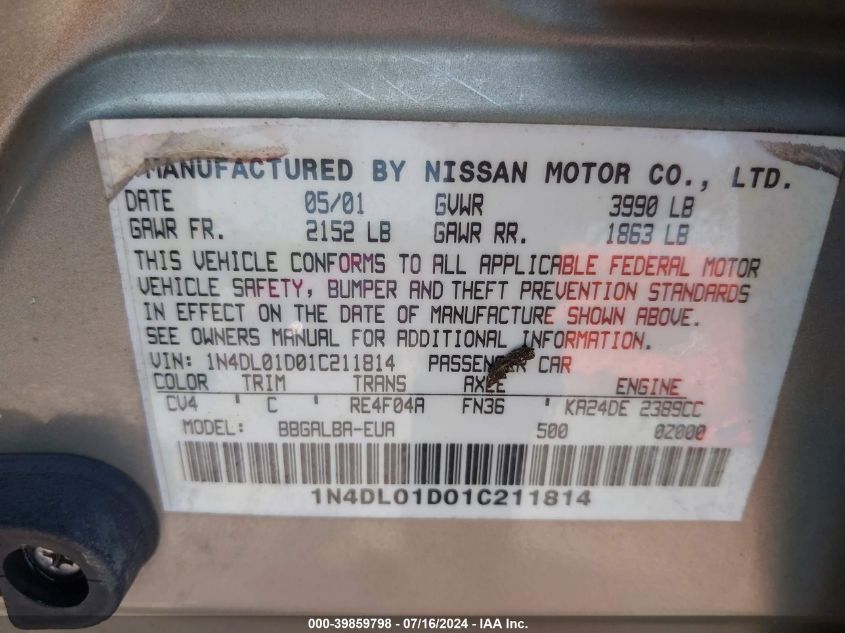 MANUFACTURED BY NISSAN MOTOR CO., LTD.
DATE 05/01 GVWR 3990 LB
GAWR FR. 2152 LB GAWR RR. 1863 LB
THIS VEHICLE CONFORMS TO ALL APPLICABLE FEDERAL MOTOR
VEHICLE SAFETY, BUMPER AND THEFT PREVENTION STANDARDS
IN EFFECT ON THE DATE OF MANUFACTURE SHOWN ABOVE.
SEE OWNERS MANUAL FOR ADDITIONAL INFORMATION.
VIN: 1N4DL01D01C211814 PASSENGER CAR
COLOR TRIM TRANS AXLE ENGINE
CV4 ' C ' RE4F04A FN36 ' KA24DE 2389CC
MODEL: BBGALBA-EUA 500 0Z000
1N4DL01D01C211814
000-39859798 - 07/16/2024 - IAA Inc.